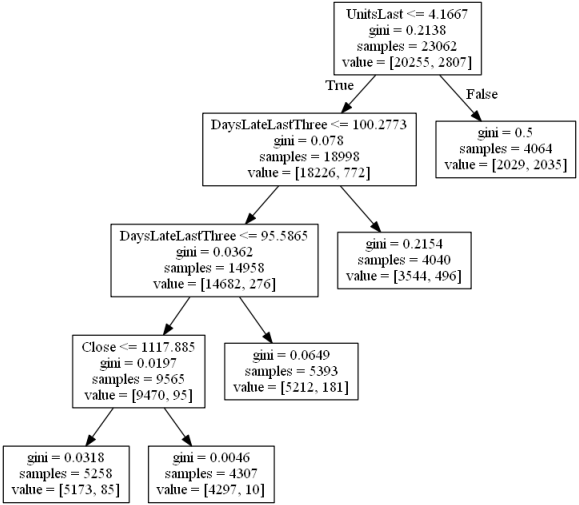 UnitsLast <= 4.1667
gini = 0.2138
samples = 23062
value = [20255, 2807]
True
False
DaysLateLastThree <= 100.2773
gini = 0.078
samples = 18998
value = [18226, 772]
gini = 0.5
samples = 4064
value = [2029, 2035]
DaysLateLastThree <= 95.5865
gini = 0.0362
samples = 14958
value = [14682, 276]
gini = 0.2154
samples = 4040
value = [3544, 496]
Close <= 1117.885
gini = 0.0197
samples = 9565
value = [9470, 95]
gini = 0.0649
samples = 5393
value = [5212, 181]
gini = 0.0318
samples = 5258
value = [5173, 85]
gini = 0.0046
samples = 4307
value = [4297, 10]